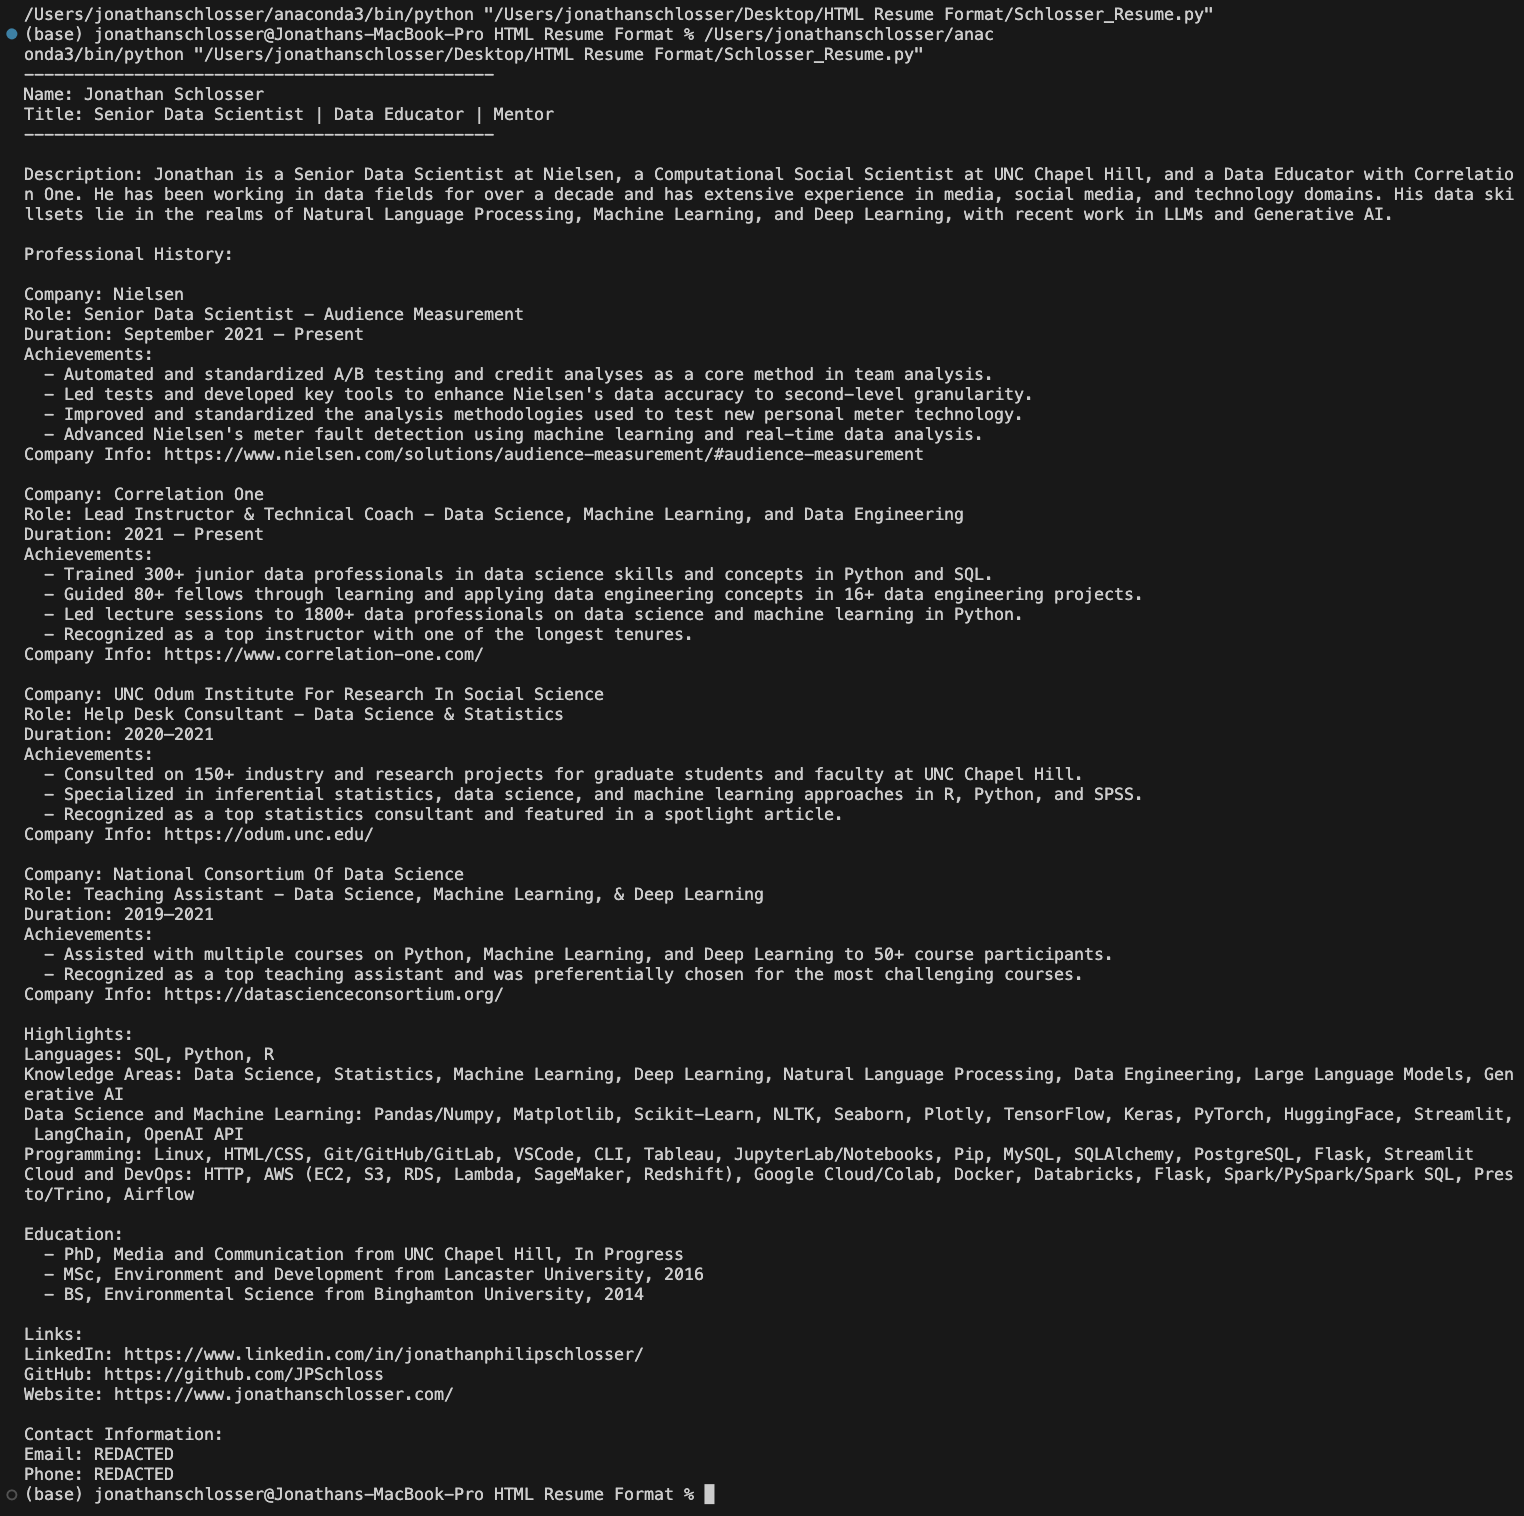 /Users/jonathanschlosser/anaconda3/bin/python "/Users/jonathanschlosser/Desktop/HTML Resume Format/Schlosser_Resume.py"
(base) jonathanschlosser@Jonathans-MacBook-Pro HTML Resume Format % /Users/jonathanschlosser/anac
onda3/bin/python "/Users/jonathanschlosser/Desktop/HTML Resume Format/Schlosser_Resume.py"
-----------------------------------------------
Name: Jonathan Schlosser
Title: Senior Data Scientist | Data Educator | Mentor
-----------------------------------------------
Description: Jonathan is a Senior Data Scientist at Nielsen, a Computational Social Scientist at UNC Chapel Hill, and a Data Educator with Correlatio
n One. He has been working in data fields for over a decade and has extensive experience in media, social media, and technology domains. His data ski
llsets lie in the realms of Natural Language Processing, Machine Learning, and Deep Learning, with recent work in LLMs and Generative AI.
Professional History:
Company: Nielsen
Role: Senior Data Scientist - Audience Measurement
Duration: September 2021 – Present
Achievements:
  - Automated and standardized A/B testing and credit analyses as a core method in team analysis.
  - Led tests and developed key tools to enhance Nielsen's data accuracy to second-level granularity.
  - Improved and standardized the analysis methodologies used to test new personal meter technology.
  - Advanced Nielsen's meter fault detection using machine learning and real-time data analysis.
Company Info: https://www.nielsen.com/solutions/audience-measurement/#audience-measurement
Company: Correlation One
Role: Lead Instructor & Technical Coach - Data Science, Machine Learning, and Data Engineering
Duration: 2021 – Present
Achievements:
  - Trained 300+ junior data professionals in data science skills and concepts in Python and SQL.
  - Guided 80+ fellows through learning and applying data engineering concepts in 16+ data engineering projects.
  - Led lecture sessions to 1800+ data professionals on data science and machine learning in Python.
  - Recognized as a top instructor with one of the longest tenures.
Company Info: https://www.correlation-one.com/
Company: UNC Odum Institute For Research In Social Science
Role: Help Desk Consultant - Data Science & Statistics
Duration: 2020–2021
Achievements:
  - Consulted on 150+ industry and research projects for graduate students and faculty at UNC Chapel Hill.
  - Specialized in inferential statistics, data science, and machine learning approaches in R, Python, and SPSS.
  - Recognized as a top statistics consultant and featured in a spotlight article.
Company Info: https://odum.unc.edu/
Company: National Consortium Of Data Science
Role: Teaching Assistant - Data Science, Machine Learning, & Deep Learning
Duration: 2019–2021
Achievements:
  - Assisted with multiple courses on Python, Machine Learning, and Deep Learning to 50+ course participants.
  - Recognized as a top teaching assistant and was preferentially chosen for the most challenging courses.
Company Info: https://datascienceconsortium.org/
Highlights:
Languages: SQL, Python, R
Knowledge Areas: Data Science, Statistics, Machine Learning, Deep Learning, Natural Language Processing, Data Engineering, Large Language Models, Gen
erative AI
Data Science and Machine Learning: Pandas/Numpy, Matplotlib, Scikit-Learn, NLTK, Seaborn, Plotly, TensorFlow, Keras, PyTorch, HuggingFace, Streamlit,
 LangChain, OpenAI API
Programming: Linux, HTML/CSS, Git/GitHub/GitLab, VSCode, CLI, Tableau, JupyterLab/Notebooks, Pip, MySQL, SQLAlchemy, PostgreSQL, Flask, Streamlit
Cloud and DevOps: HTTP, AWS (EC2, S3, RDS, Lambda, SageMaker, Redshift), Google Cloud/Colab, Docker, Databricks, Flask, Spark/PySpark/Spark SQL, Pres
to/Trino, Airflow
Education:
  - PhD, Media and Communication from UNC Chapel Hill, In Progress
  - MSc, Environment and Development from Lancaster University, 2016
  - BS, Environmental Science from Binghamton University, 2014
Links:
LinkedIn: https://www.linkedin.com/in/jonathanphilipschlosser/
GitHub: https://github.com/JPSchloss
Website: https://www.jonathanschlosser.com/
Contact Information:
Email: REDACTED
Phone: REDACTED
(base) jonathanschlosser@Jonathans-MacBook-Pro HTML Resume Format %